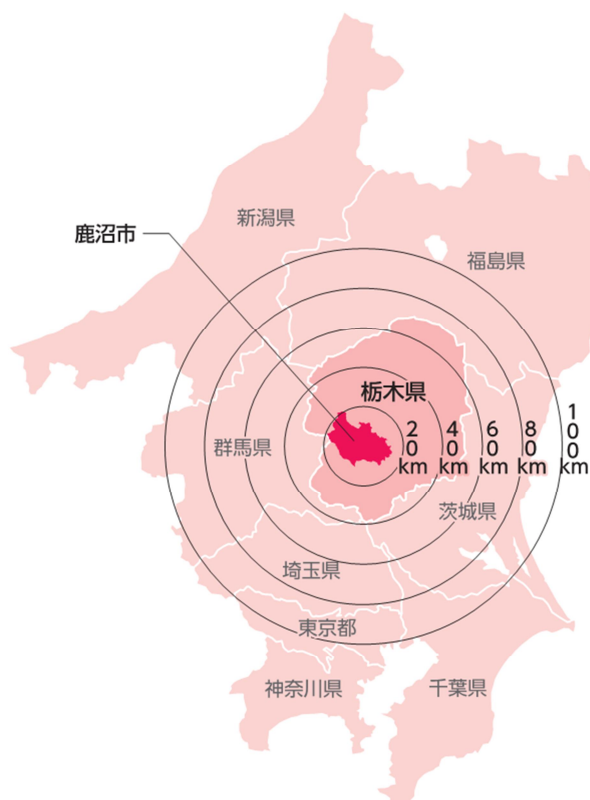 新潟県
鹿沼市
福島県
栃木県
群馬県
20km
40km
60km
80km
100km
茨城県
埼玉県
東京都
神奈川県
千葉県